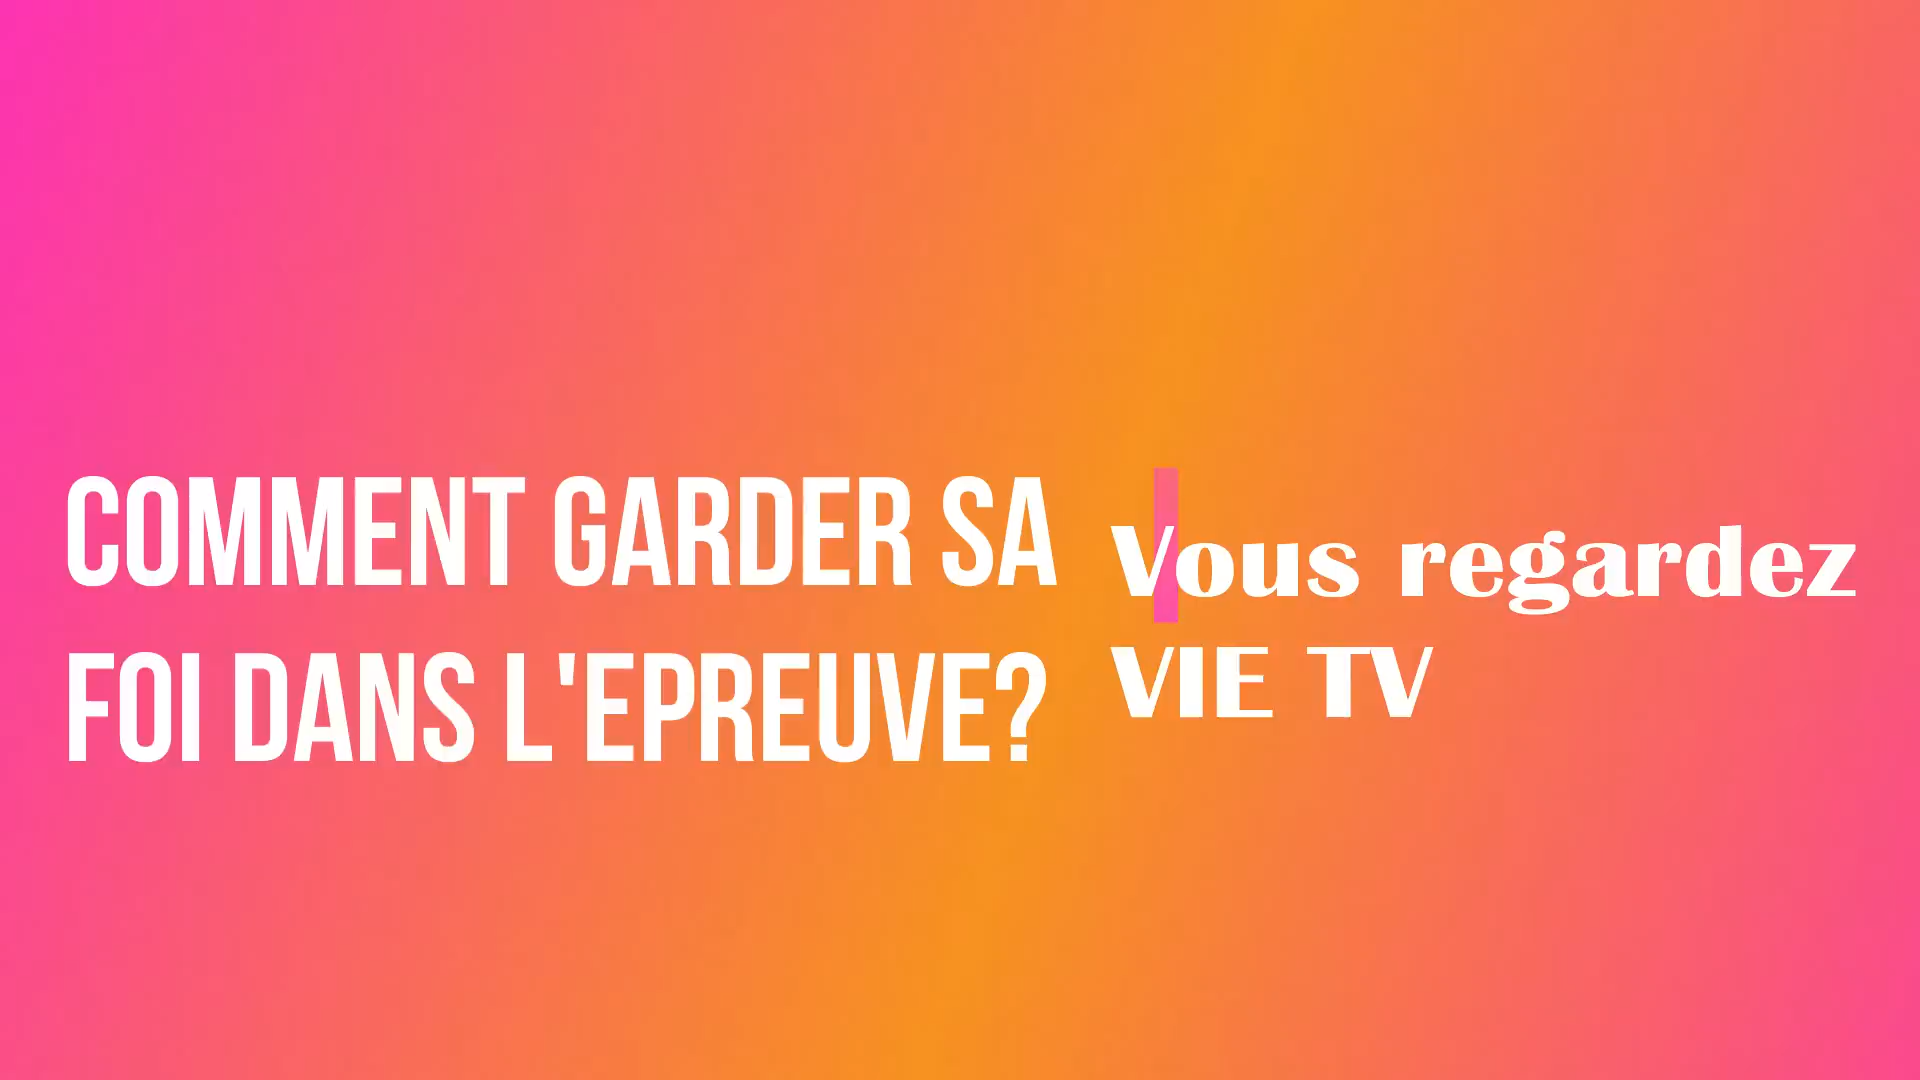 COMMENT GARDER SA
FOI DANS L'EPREUVE?
Vous regardez
VIE TV